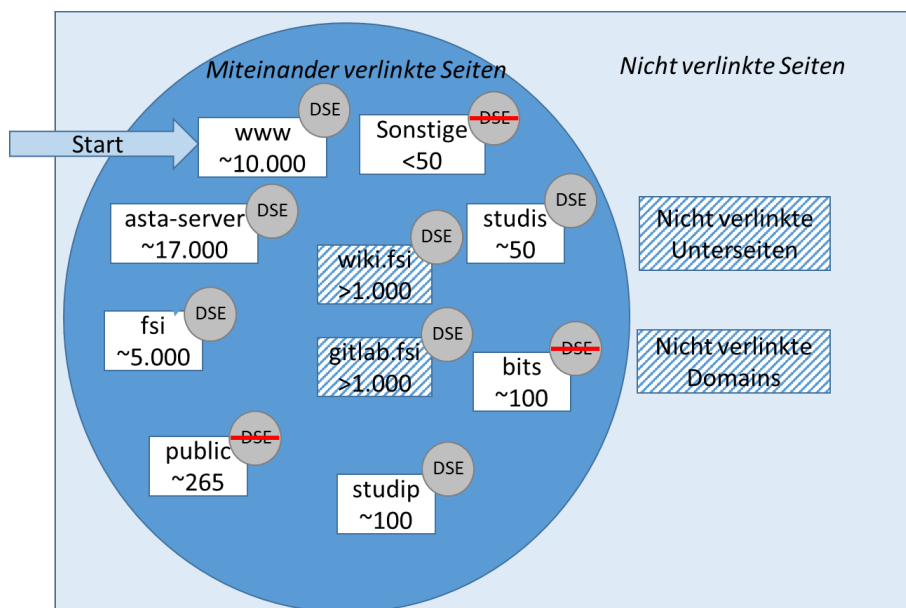 Miteinander verlinkte Seiten
Nicht verlinkte Seiten
Start
www
~10.000
DSE
Sonstige
<50
DSE
asta-server
~17.000
DSE
wiki.fsi
>1.000
DSE
studis
~50
DSE
Nicht verlinkte
Unterseiten
fsi
~5.000
DSE
gitlab.fsi
>1.000
DSE
bits
~100
DSE
Nicht verlinkte
Domains
public
~265
DSE
studip
~100
DSE